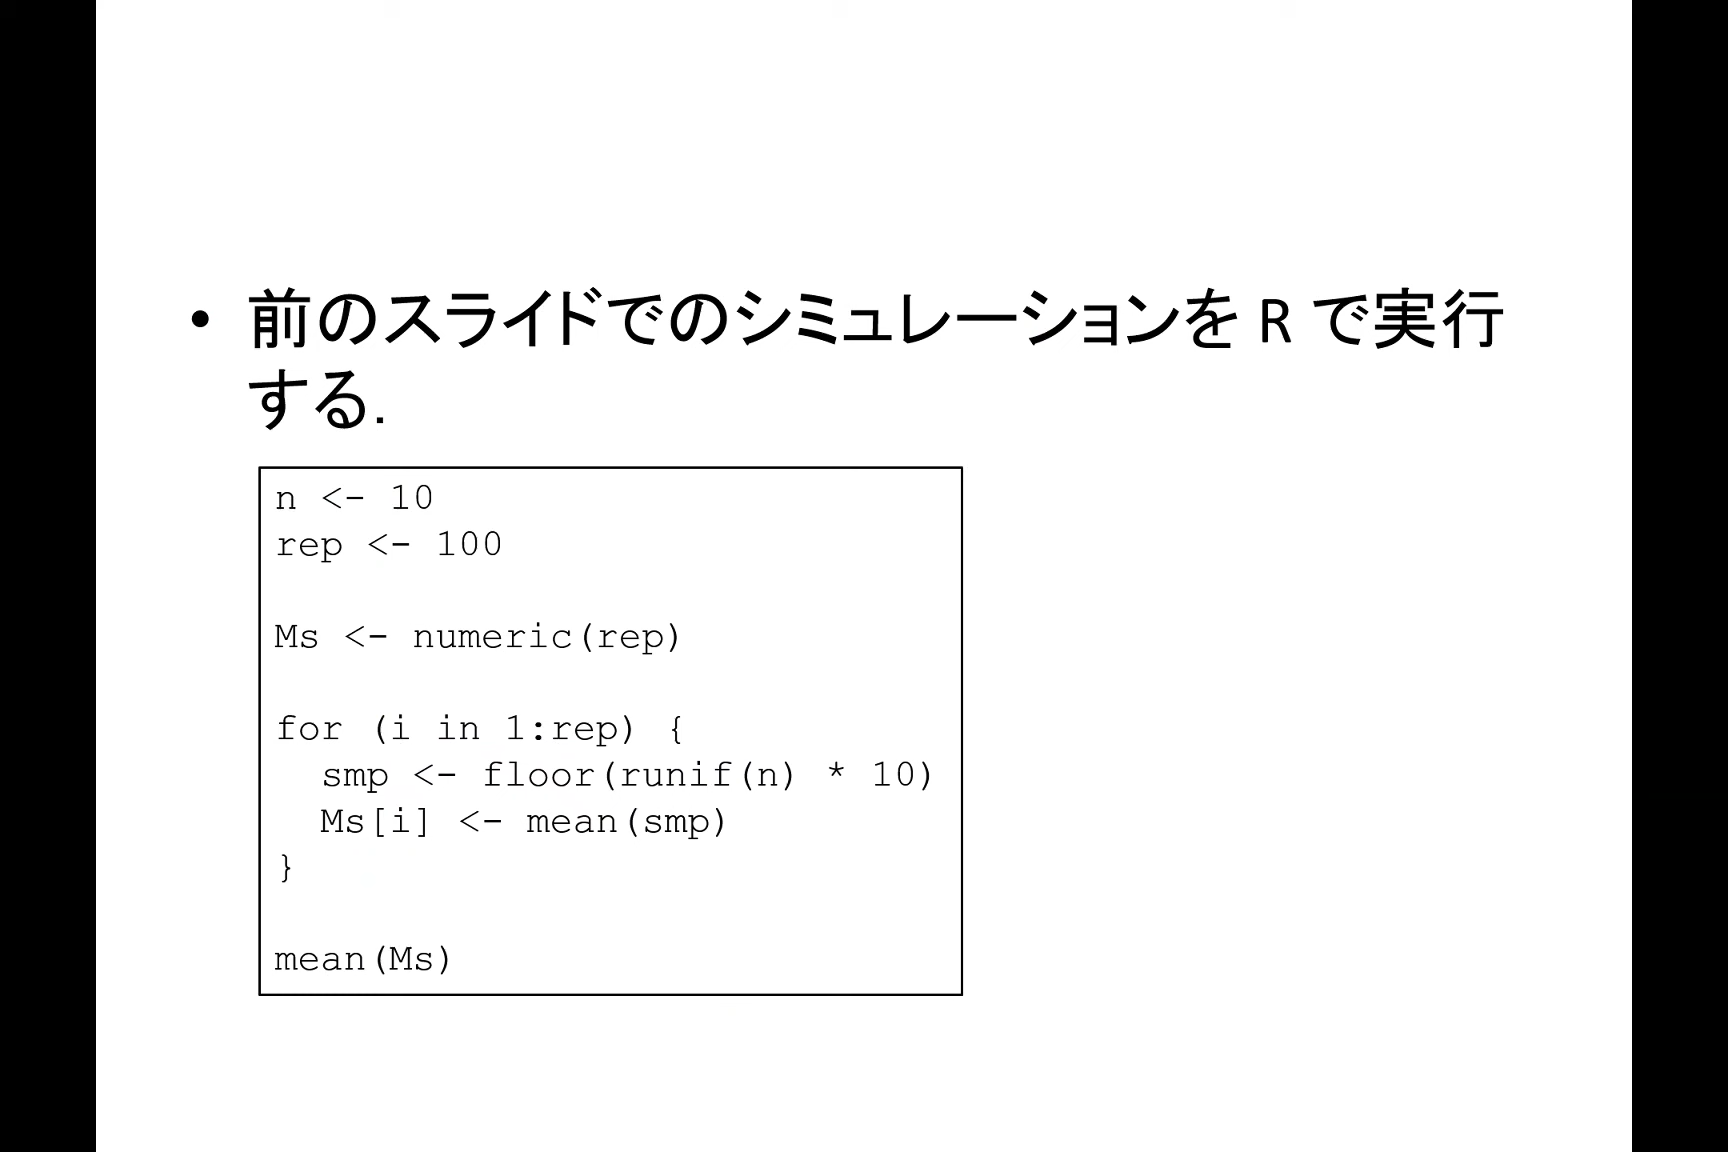 • 前のスライドでのシミュレーションを R で実行
する.
n <- 10
rep <- 100
Ms <- numeric(rep)
for (i in 1:rep) {
  smp <- floor(runif(n) * 10)
  Ms[i] <- mean(smp)
}
mean(Ms)